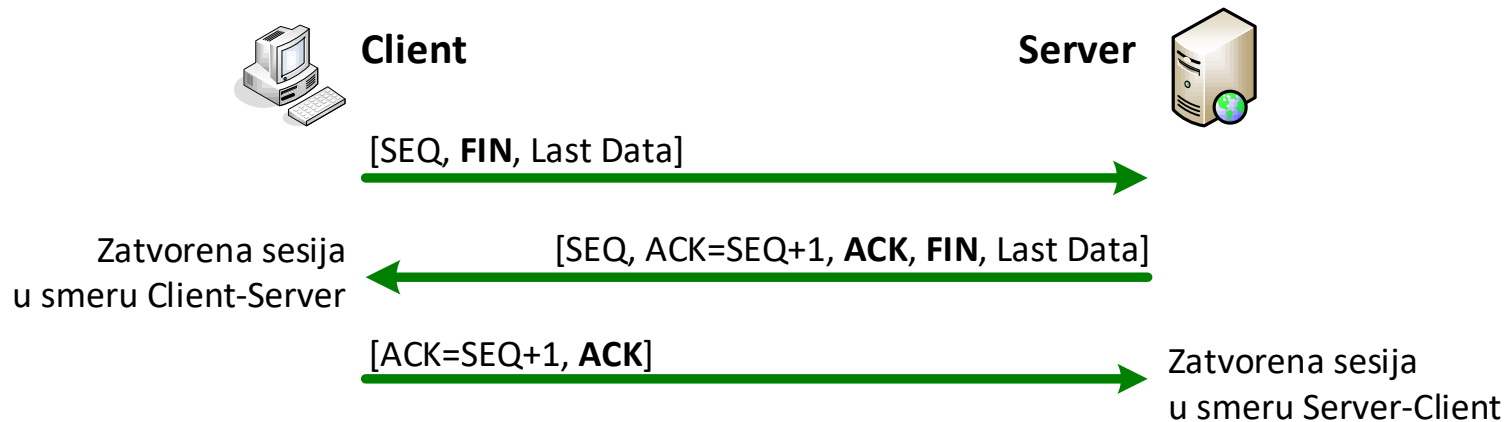 Client
Server
[SEQ, FIN, Last Data]
Zatvorena sesija
u smeru Client-Server
[SEQ, ACK=SEQ+1, ACK, FIN, Last Data]
[ACK=SEQ+1, ACK]
Zatvorena sesija
u smeru Server-Client